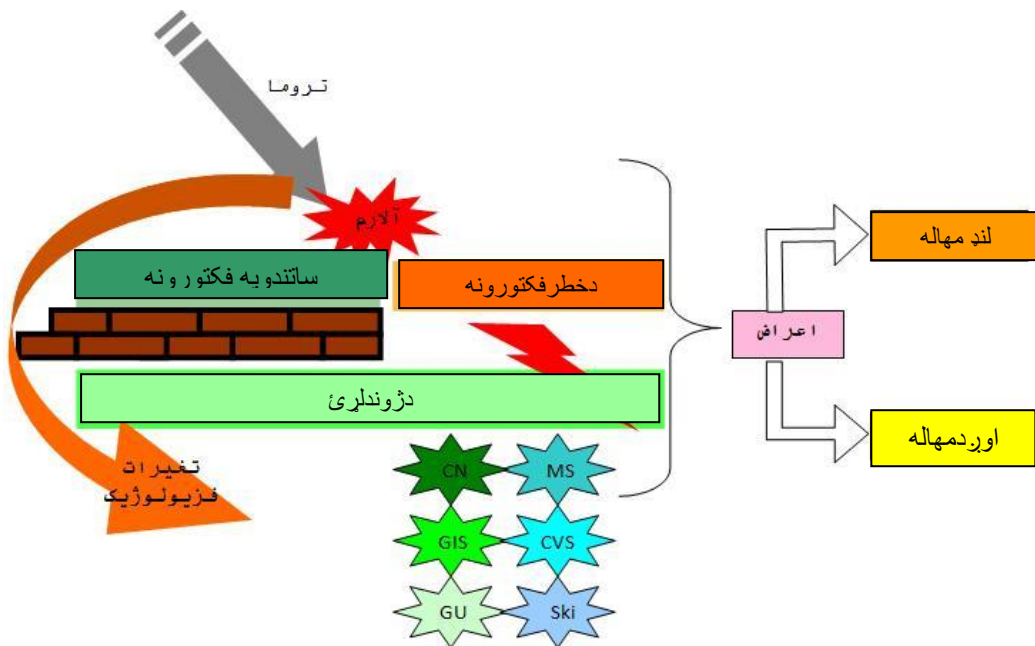 تروما
آلارم
ساتندویه فکتورونه
دخطرفکتورونه
لنډ مهاله
اعراض
دژوندلړئ
اوږدمهاله
تغیرات
فزیولوژیک
CN
MS
GIS
CVS
GU
Ski